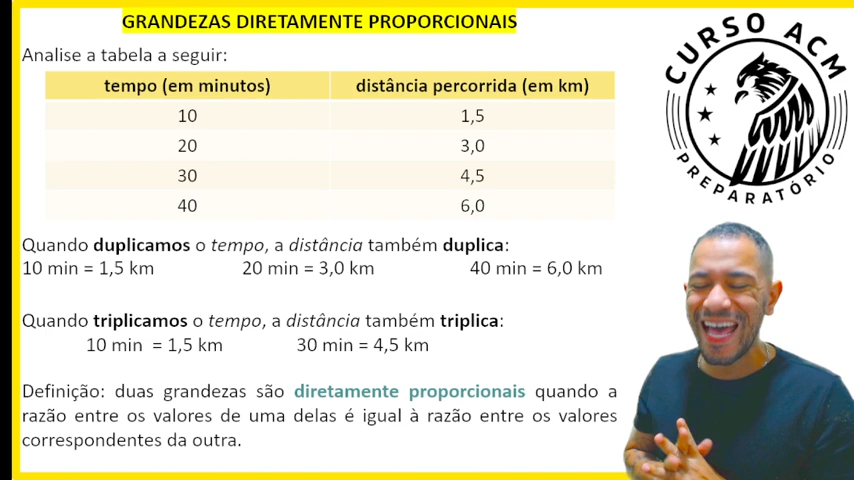 GRANDEZAS DIRETAMENTE PROPORCIONAIS
Analise a tabela a seguir:
tempo (em minutos) distância percorrida (em km)
10 1,5
20 3,0
30 4,5
40 6,0
Quando duplicamos o tempo, a distância também duplica:
10 min = 1,5 km 20 min = 3,0 km 40 min = 6,0 km
Quando triplicamos o tempo, a distância também triplica:
10 min = 1,5 km 30 min = 4,5 km
Definição: duas grandezas são diretamente proporcionais quando a
razão entre os valores de uma delas é igual à razão entre os valores
correspondentes da outra.
CURSO ACM
PREPARATÓRIO